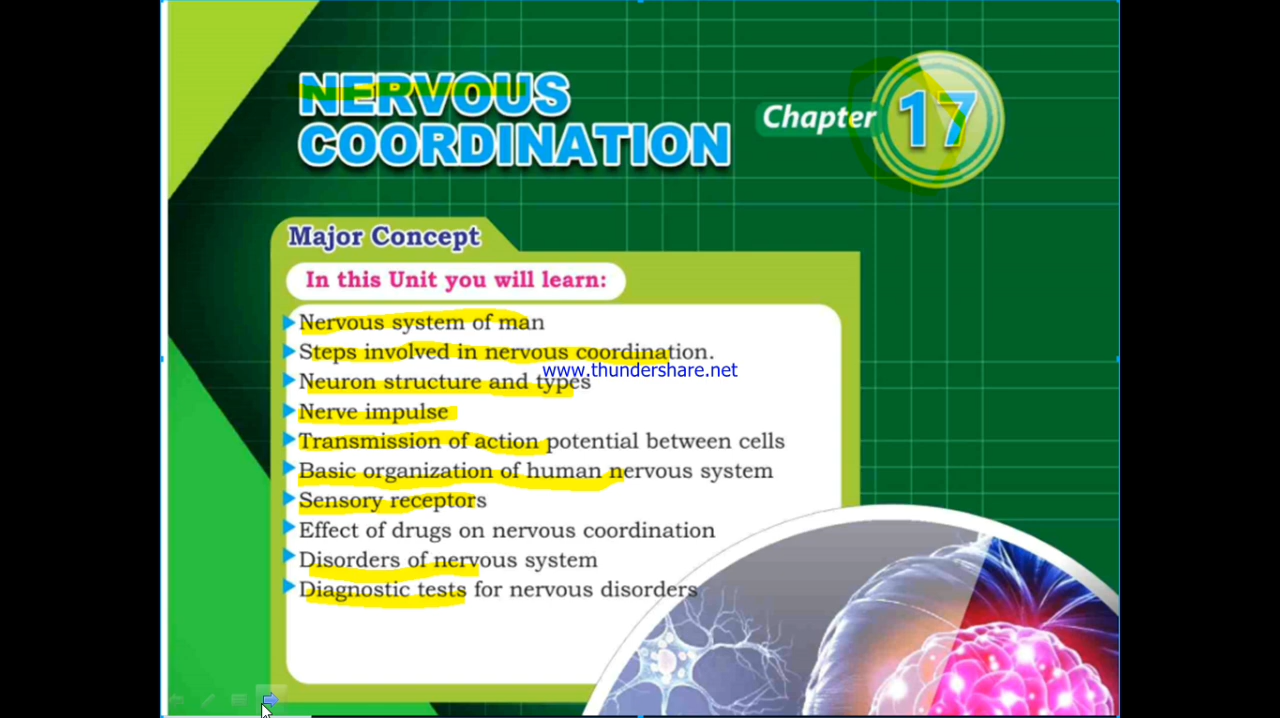 NERVOUS
COORDINATION
Chapter 17
Major Concept
In this Unit you will learn:
Nervous system of man
Steps involved in nervous coordination.
www.thundershare.net
Neuron structure and types
Nerve impulse
Transmission of action potential between cells
Basic organization of human nervous system
Sensory receptors
Effect of drugs on nervous coordination
Disorders of nervous system
Diagnostic tests for nervous disorders